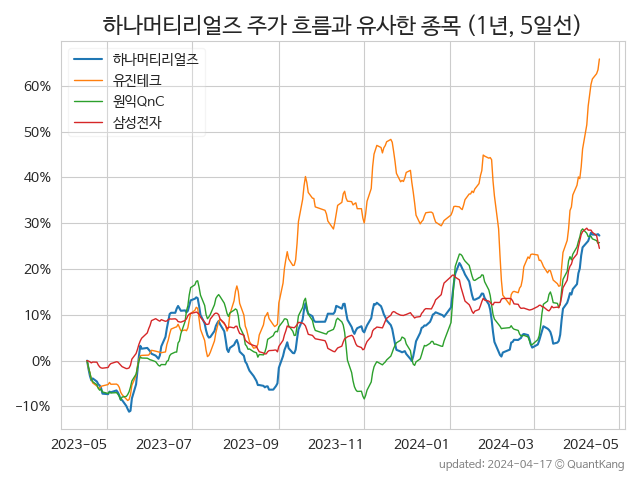 하나머티리얼즈 주가 흐름과 유사한 종목 (1년, 5일선)
하나머티리얼즈
유진테크
원익QnC
삼성전자
60%
50%
40%
30%
20%
10%
0%
−10%
2023-05 2023-07 2023-09 2023-11 2024-01 2024-03 2024-05
updated: 2024-04-17 © QuantKang